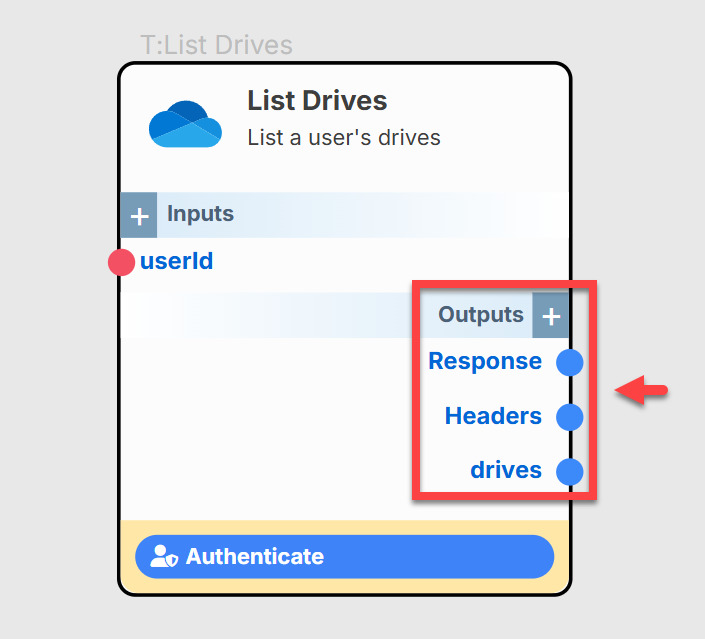 T:List Drives
List Drives
List a user's drives
+ Inputs
userId
Outputs +
Response
Headers
drives
Authenticate